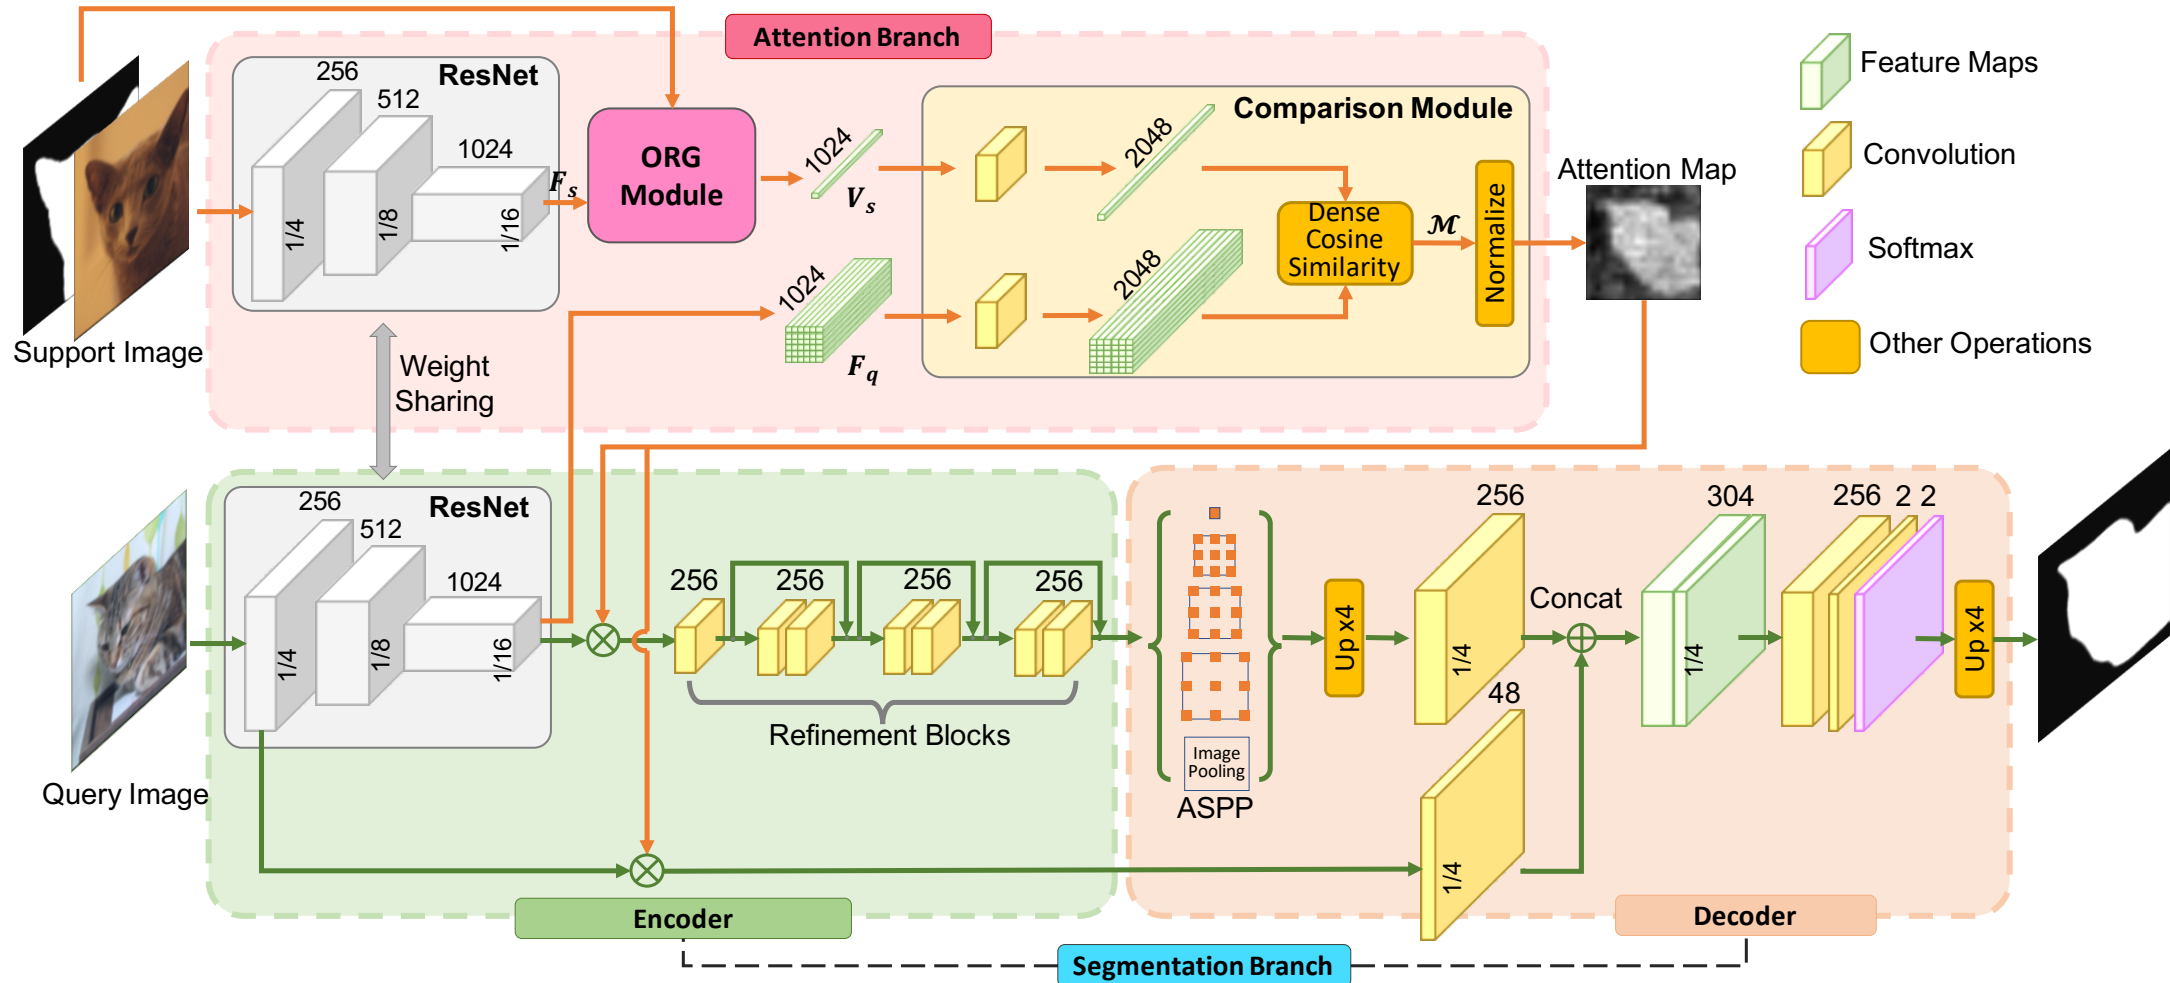 Attention Branch
ResNet
256
512
1024
1/4
1/8
1/16
F_s
ORG
Module
1024
V_s
1024
F_q
Comparison Module
2048
2048
Dense
Cosine
Similarity
ℳ
Normalize
Attention Map
Feature Maps
Convolution
Softmax
Other Operations
Support Image
Weight
Sharing
ResNet
256
512
1024
1/4
1/8
1/16
Query Image
256
256
256
256
Refinement Blocks
Encoder
Image
Pooling
ASPP
Up x4
256
1/4
48
1/4
Concat
304
1/4
256 2 2
Up x4
Decoder
Segmentation Branch